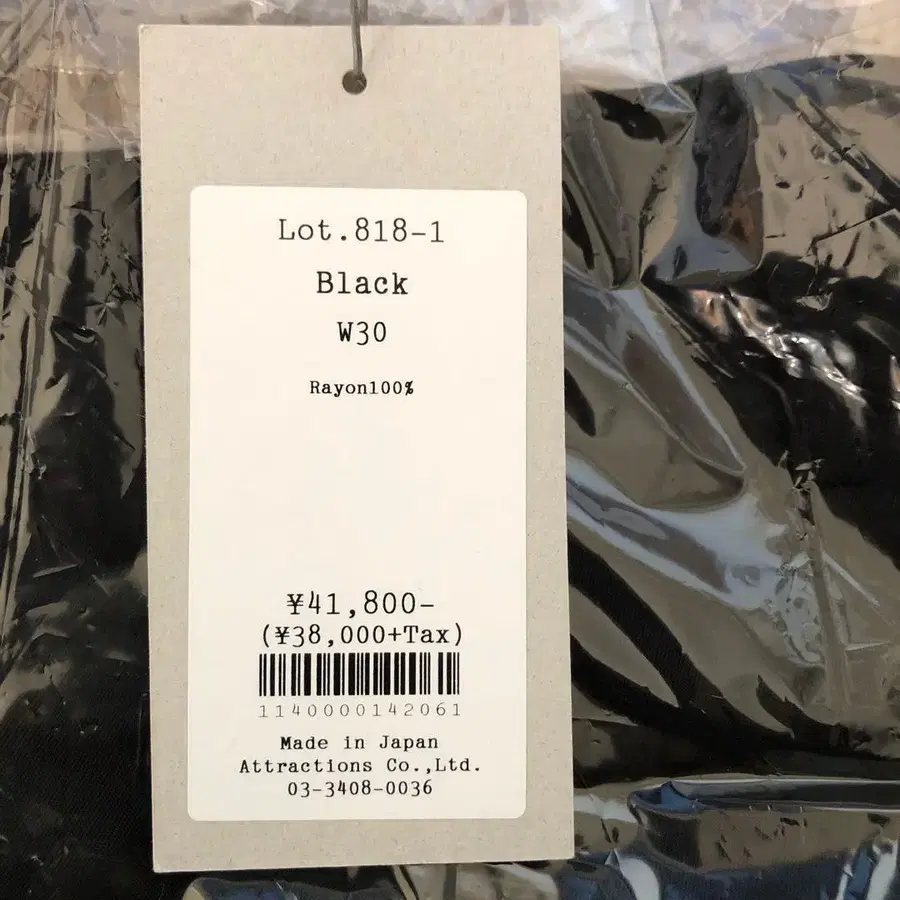 Lot.818-1
Black
W30
Rayon100%
¥41,800-
(¥38,000+Tax)
1140000142061
Made in Japan
Attractions Co.,Ltd.
03-3408-0036